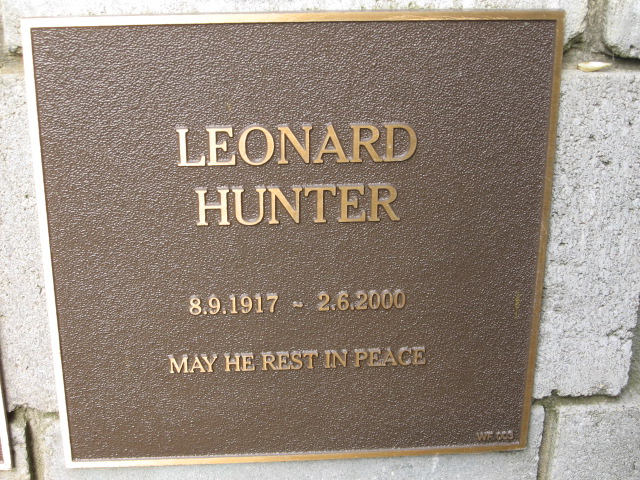 LEONARD
HUNTER
8.9.1917 ~ 2.6.2000
MAY HE REST IN PEACE